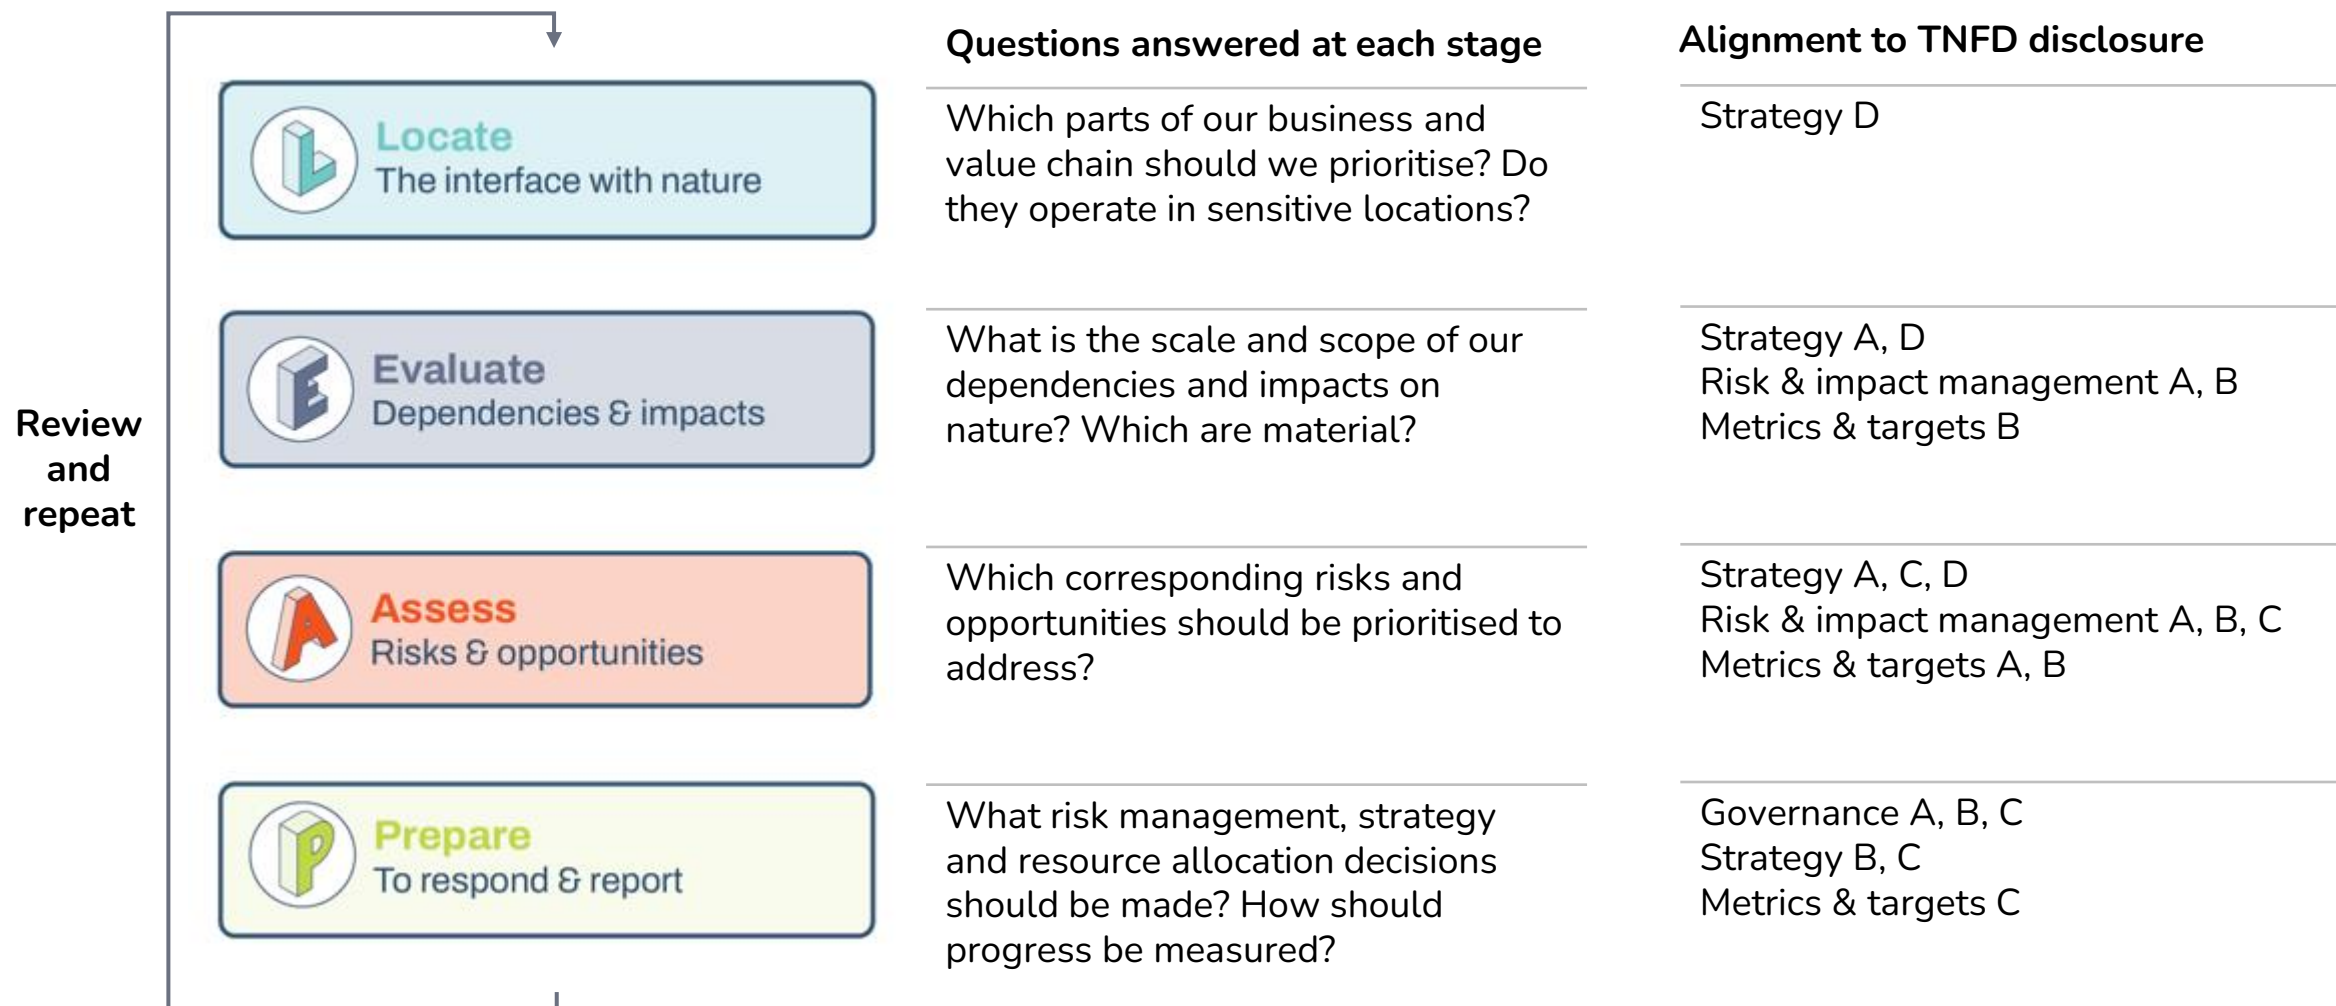 Questions answered at each stage
Alignment to TNFD disclosure
Review
and
repeat
L
Locate
The interface with nature
Which parts of our business and
value chain should we prioritise? Do
they operate in sensitive locations?
Strategy D
E
Evaluate
Dependencies & impacts
What is the scale and scope of our
dependencies and impacts on
nature? Which are material?
Strategy A, D
Risk & impact management A, B
Metrics & targets B
A
Assess
Risks & opportunities
Which corresponding risks and
opportunities should be prioritised to
address?
Strategy A, C, D
Risk & impact management A, B, C
Metrics & targets A, B
P
Prepare
To respond & report
What risk management, strategy
and resource allocation decisions
should be made? How should
progress be measured?
Governance A, B, C
Strategy B, C
Metrics & targets C